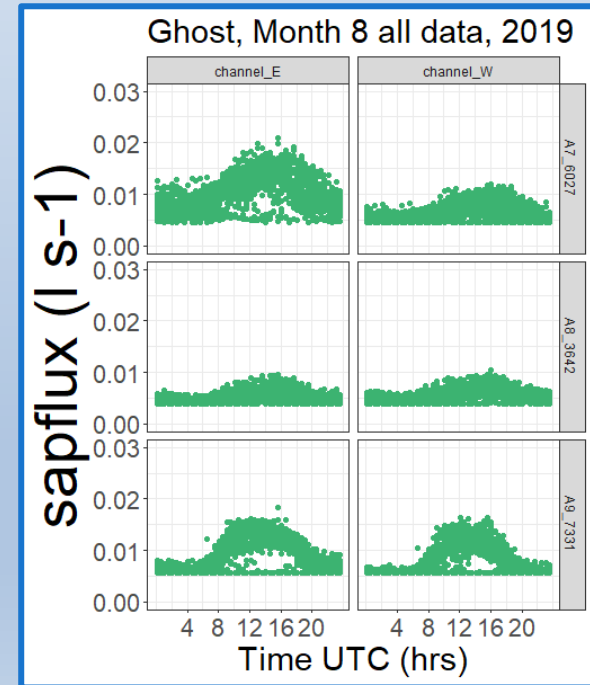 Ghost, Month 8 all data, 2019
channel_E channel_W
sapflux (l s-1)
0.03
0.02
0.01
0.00
A7_6027
0.03
0.02
0.01
0.00
A8_3642
0.03
0.02
0.01
0.00
A9_7331
4 8 12 16 20 4 8 12 16 20
Time UTC (hrs)